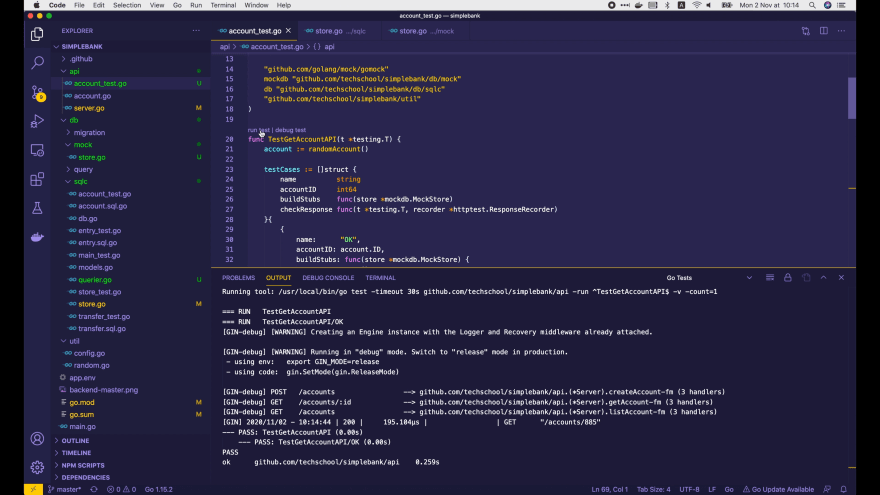 Code File Edit Selection View Go Run Terminal Window Help
Mon 2 Nov at 10:14
account_test.go — simplebank
EXPLORER
SIMPLEBANK
.github
api
account_test.go U
account.go
server.go M
db
migration
mock
store.go U
query
sqlc
account_test.go
account.sql.go
db.go
entry_test.go
entry.sql.go
main_test.go
models.go
querier.go U
store_test.go
store.go M
transfer_test.go
transfer.sql.go
util
config.go
random.go
app.env
backend-master.png
go.mod M
go.sum M
main.go
OUTLINE
TIMELINE
NPM SCRIPTS
DEPENDENCIES
account_test.go store.go .../sqlc store.go .../mock
api > account_test.go > {} api
13
14 "github.com/golang/mock/gomock"
15 mockdb "github.com/techschool/simplebank/db/mock"
16 db "github.com/techschool/simplebank/db/sqlc"
17 "github.com/techschool/simplebank/util"
18 )
19
run test | debug test
20 func TestGetAccountAPI(t *testing.T) {
21 account := randomAccount()
22
23 testCases := []struct {
24 name string
25 accountID int64
26 buildStubs func(store *mockdb.MockStore)
27 checkResponse func(t *testing.T, recorder *httptest.ResponseRecorder)
28 }{
29 {
30 name: "OK",
31 accountID: account.ID,
32 buildStubs: func(store *mockdb.MockStore) {
PROBLEMS OUTPUT DEBUG CONSOLE TERMINAL Go Tests
Running tool: /usr/local/bin/go test -timeout 30s github.com/techschool/simplebank/api -run ^TestGetAccountAPI$ -v -count=1
=== RUN TestGetAccountAPI
=== RUN TestGetAccountAPI/OK
[GIN-debug] [WARNING] Creating an Engine instance with the Logger and Recovery middleware already attached.
[GIN-debug] [WARNING] Running in "debug" mode. Switch to "release" mode in production.
- using env: export GIN_MODE=release
- using code: gin.SetMode(gin.ReleaseMode)
[GIN-debug] POST /accounts --> github.com/techschool/simplebank/api.(*Server).createAccount-fm (3 handlers)
[GIN-debug] GET /accounts/:id --> github.com/techschool/simplebank/api.(*Server).getAccount-fm (3 handlers)
[GIN-debug] GET /accounts --> github.com/techschool/simplebank/api.(*Server).listAccount-fm (3 handlers)
[GIN] 2020/11/02 - 10:14:44 | 200 | 195.104µs | | GET "/accounts/885"
--- PASS: TestGetAccountAPI (0.00s)
--- PASS: TestGetAccountAPI/OK (0.00s)
PASS
ok github.com/techschool/simplebank/api 0.259s
master* 0 0 Go 1.15.2 Ln 69, Col 1 Tab Size: 4 UTF-8 LF Go Go Update Available